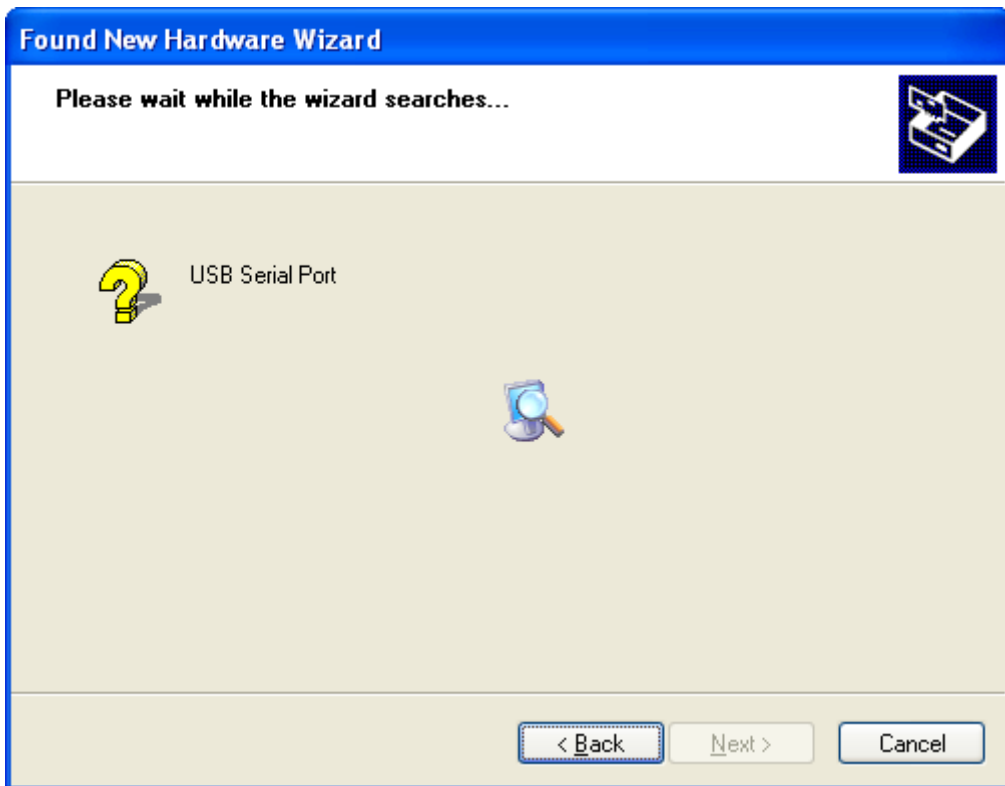 Found New Hardware Wizard
Please wait while the wizard searches...
USB Serial Port
< Back
Next >
Cancel